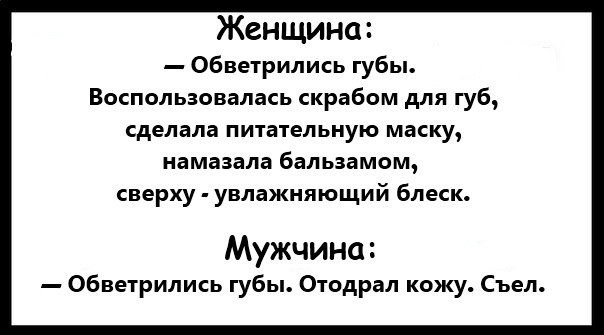 Женщина:
— Обветрились губы.
Воспользовалась скрабом для губ,
сделала питательную маску,
намазала бальзамом,
сверху - увлажняющий блеск.
Мужчина:
— Обветрились губы. Отодрал кожу. Съел.